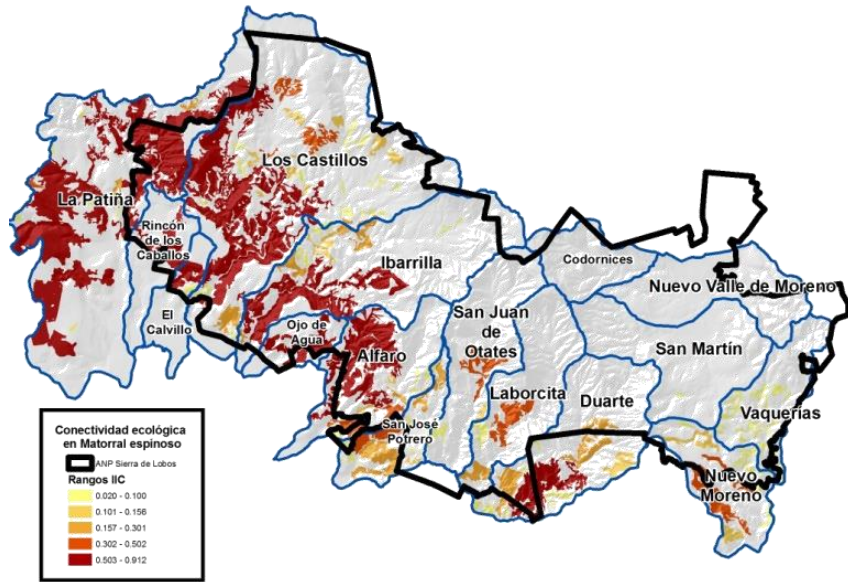 Los Castillos
La Patiña
Rincón
de los
Caballos
Ibarrilla
Codornices
Nuevo Valle de Moreno
El
Calvillo
Ojo de
Agua
San Juan
de
Otates
Alfaro
San Martín
Laborcita
Duarte
Vaquerías
San José
Potrero
Nuevo
Moreno
Conectividad ecológica
en Matorral espinoso
ANP Sierra de Lobos
Rangos IIC
0.020 - 0.100
0.101 - 0.156
0.157 - 0.301
0.302 - 0.502
0.503 - 0.912